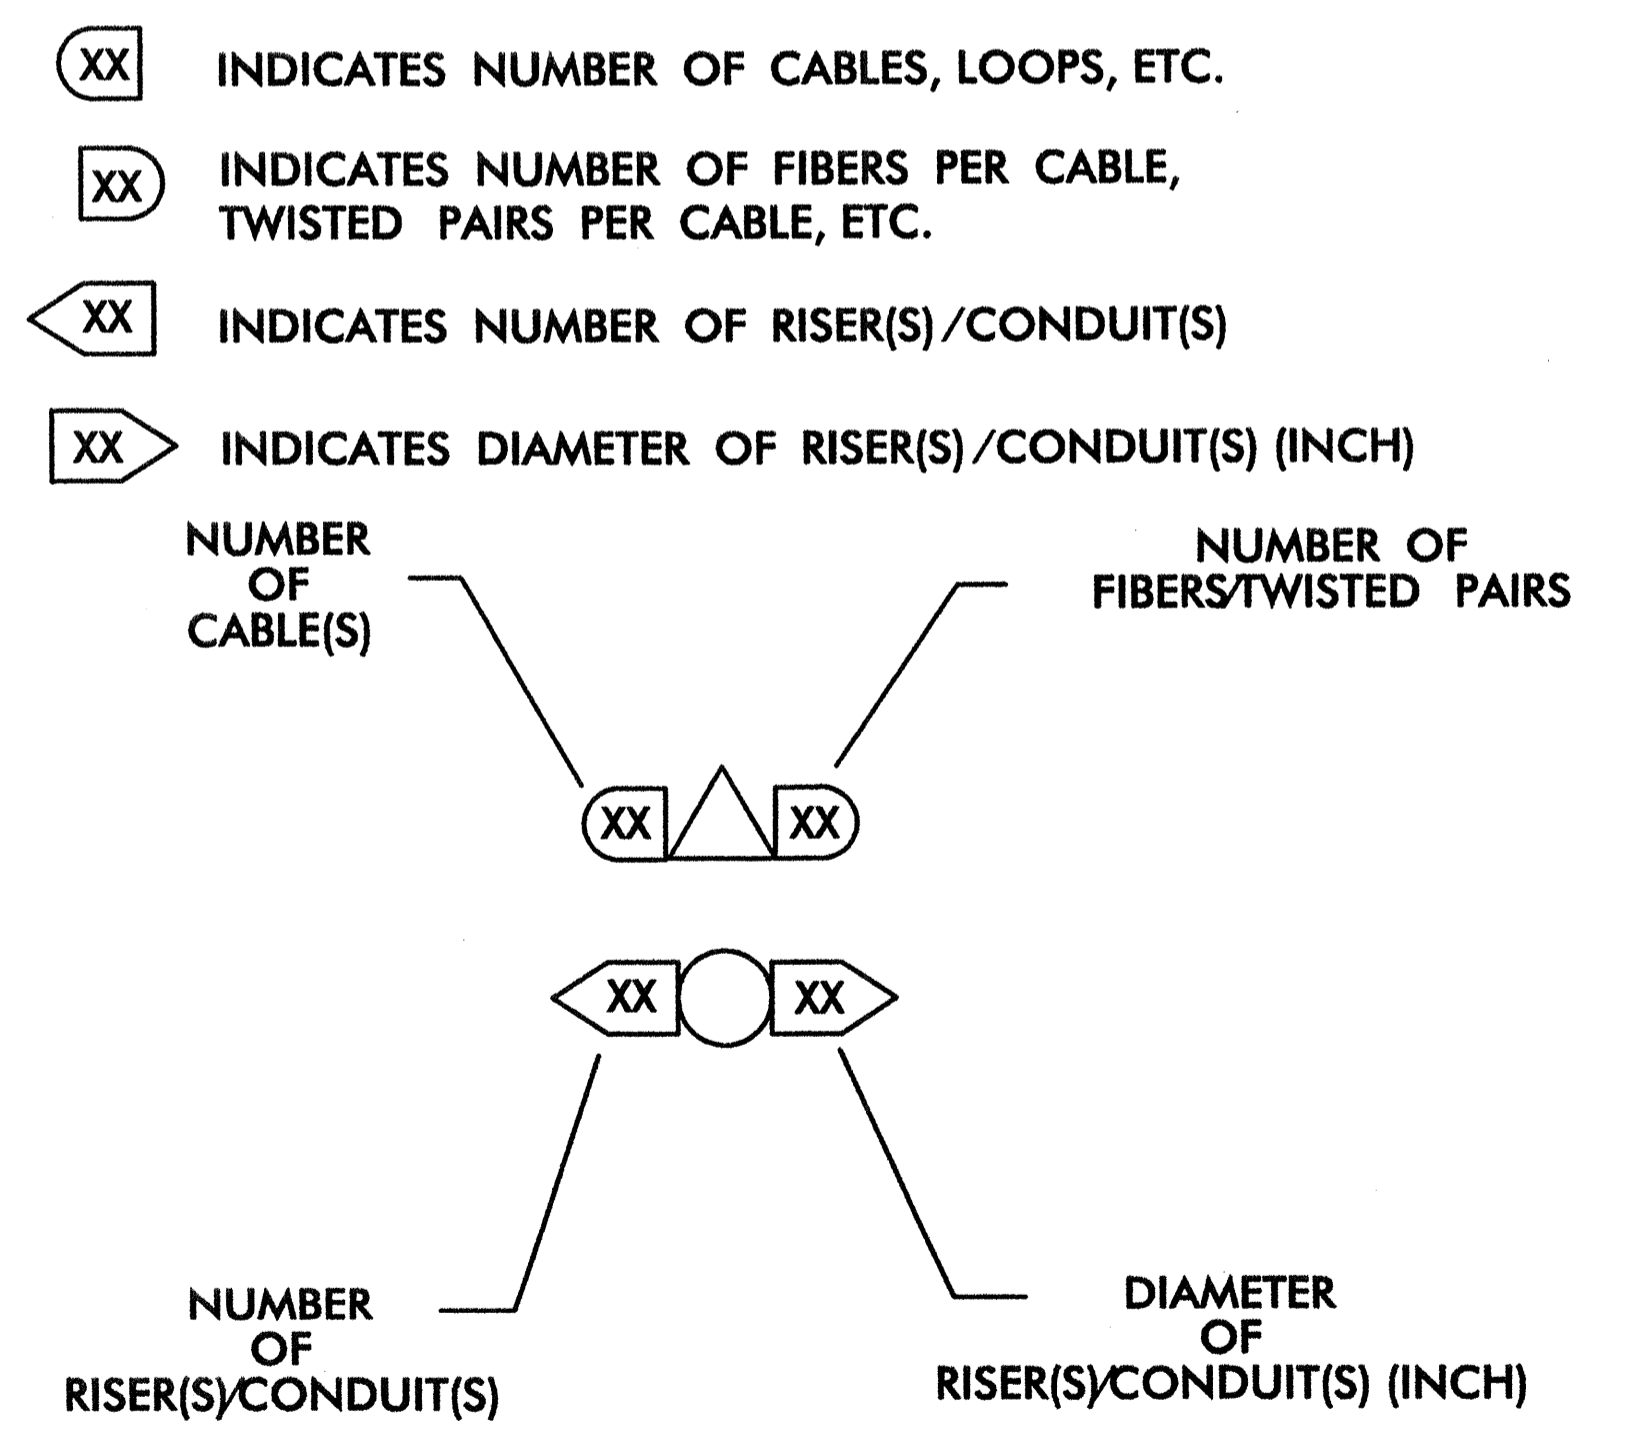 XX INDICATES NUMBER OF CABLES, LOOPS, ETC.
XX INDICATES NUMBER OF FIBERS PER CABLE,
TWISTED PAIRS PER CABLE, ETC.
XX INDICATES NUMBER OF RISER(S)/CONDUIT(S)
XX INDICATES DIAMETER OF RISER(S)/CONDUIT(S) (INCH)
NUMBER
OF
CABLE(S)
NUMBER OF
FIBERS/TWISTED PAIRS
XX XX
XX XX
NUMBER
OF
RISER(S)/CONDUIT(S)
DIAMETER
OF
RISER(S)/CONDUIT(S) (INCH)